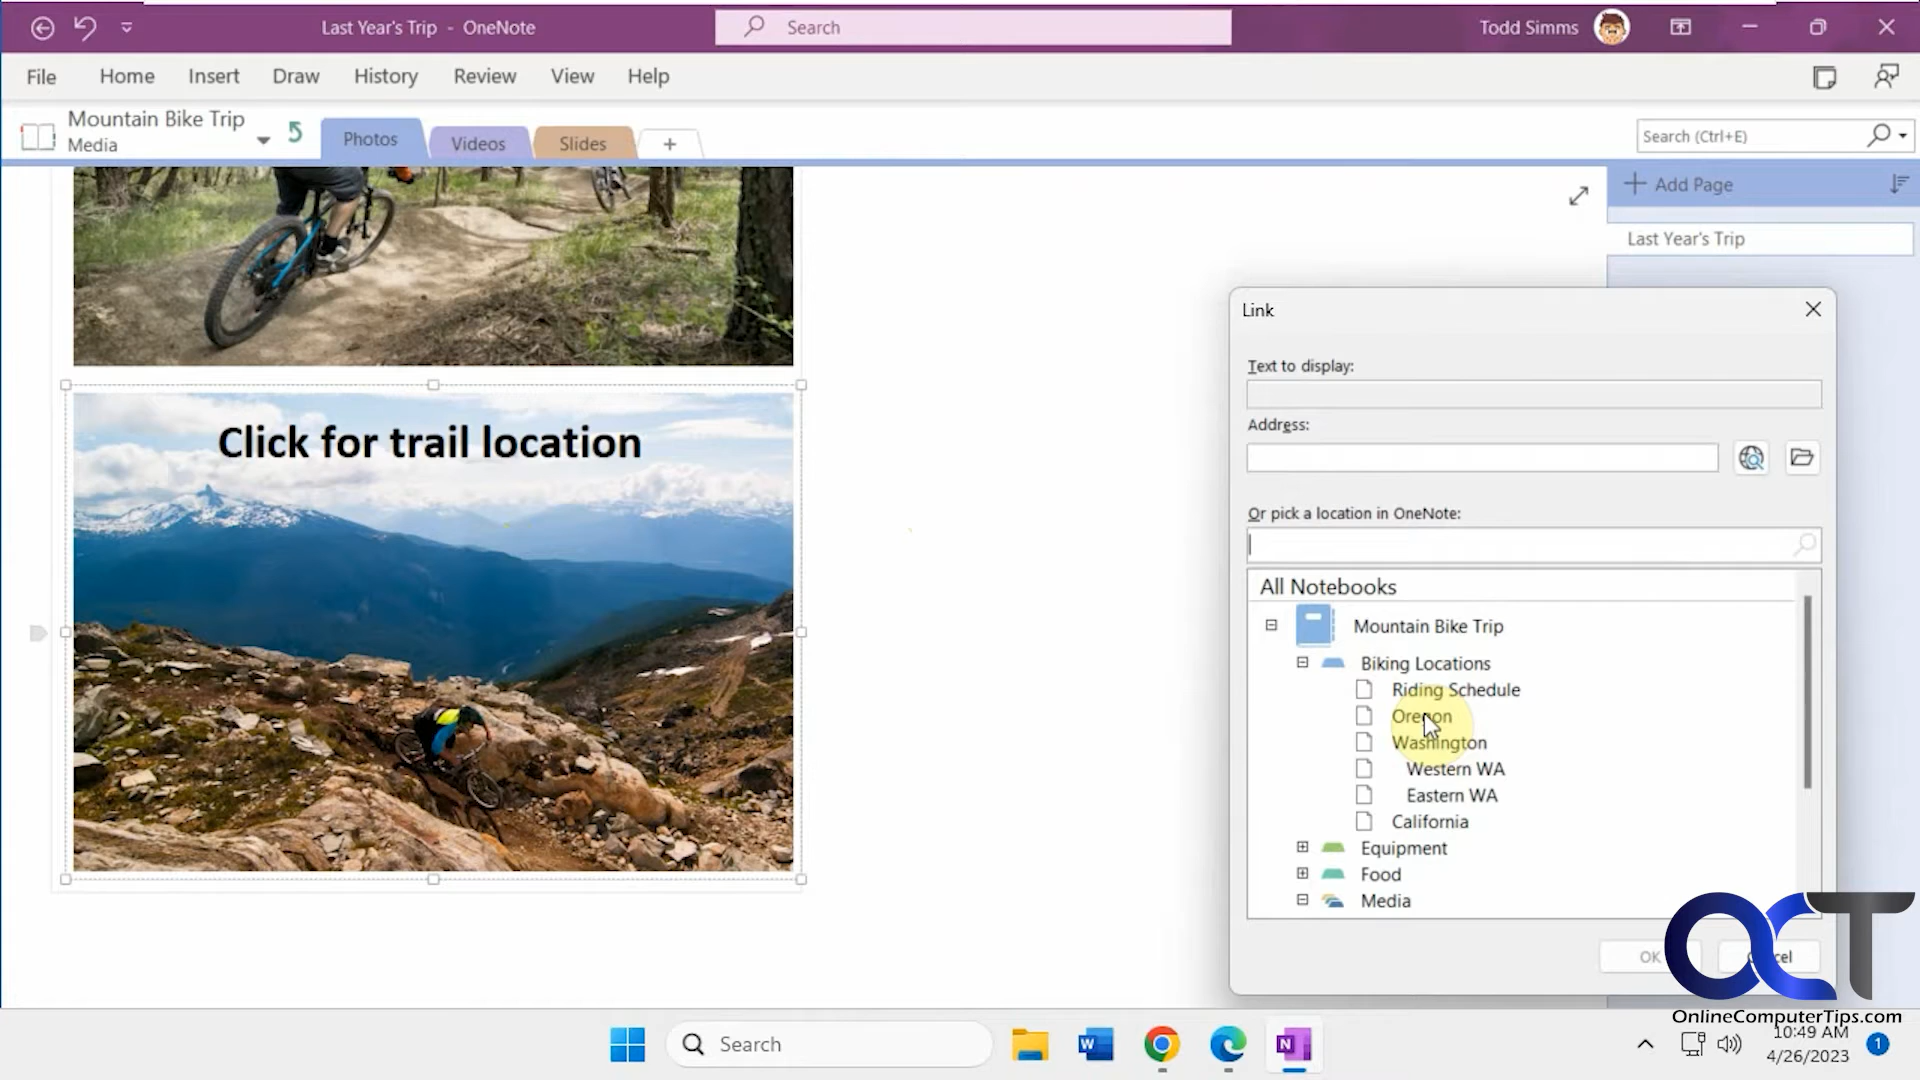 Last Year's Trip - OneNote
Search
Todd Simms
File Home Insert Draw History Review View Help
Mountain Bike Trip
Media
Photos Videos Slides +
Search (Ctrl+E)
Add Page
Last Year's Trip
Click for trail location
Link
Text to display:
Address:
Or pick a location in OneNote:
All Notebooks
Mountain Bike Trip
Biking Locations
Riding Schedule
Oregon
Washington
Western WA
Eastern WA
California
Equipment
Food
Media
OK
OCT
OnlineComputerTips.com
Search
W
N
10:49 AM
4/26/2023
1